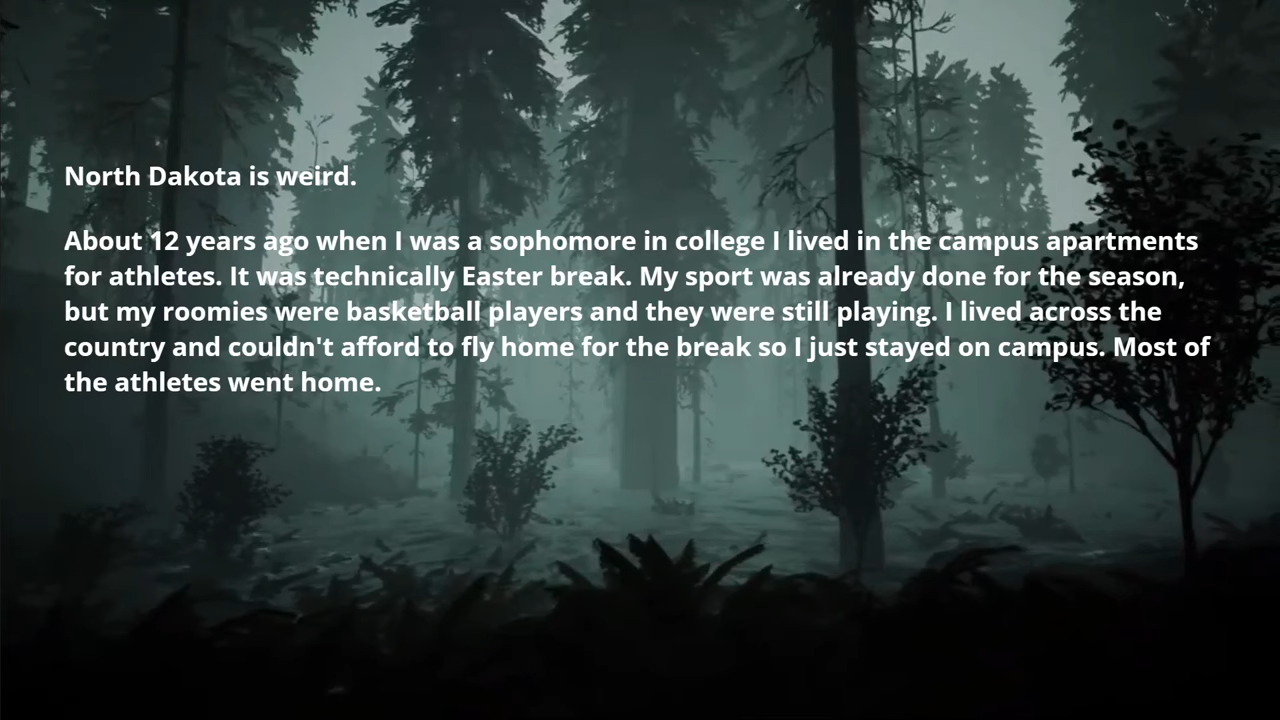 North Dakota is weird.
About 12 years ago when I was a sophomore in college I lived in the campus apartments
for athletes. It was technically Easter break. My sport was already done for the season,
but my roomies were basketball players and they were still playing. I lived across the
country and couldn't afford to fly home for the break so I just stayed on campus. Most of
the athletes went home.